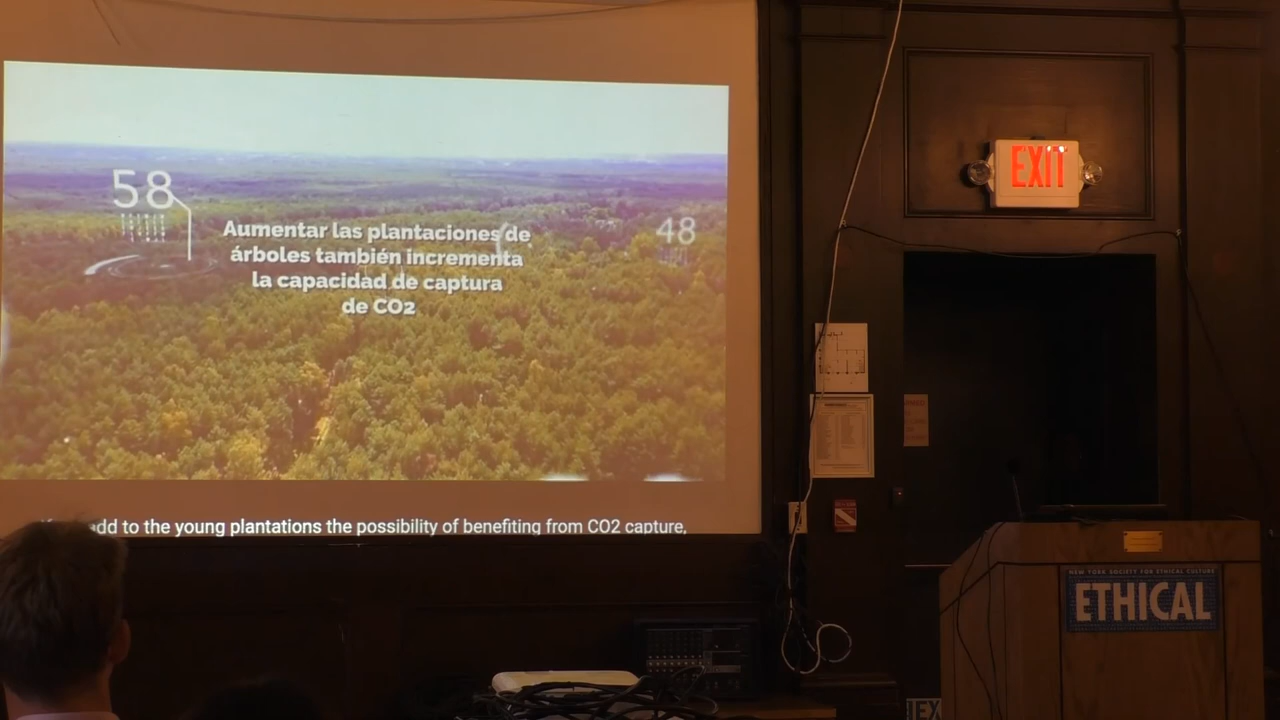 58
48
Aumentar las plantaciones de
árboles también incrementa
la capacidad de captura
de CO2
add to the young plantations the possibility of benefiting from CO2 capture,
EXIT
NEW YORK SOCIETY FOR ETHICAL CULTURE
ETHICAL